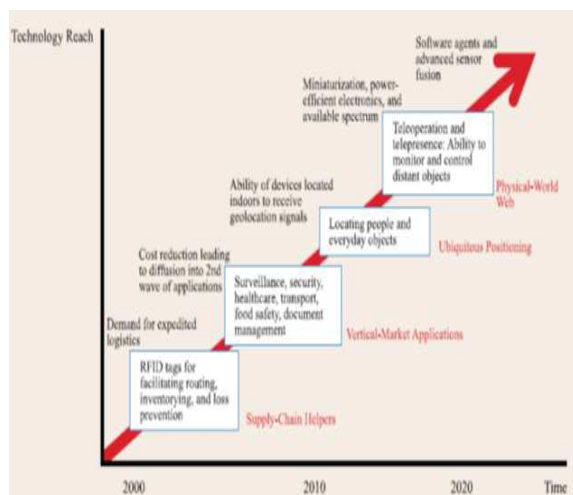 Technology Reach
Software agents and
advanced sensor
fusion
Miniaturization, power-
efficient electronics, and
available spectrum
Teleoperation and
telepresence: Ability to
monitor and control
distant objects
Physical-World
Web
Ability of devices located
indoors to receive
geolocation signals
Locating people and
everyday objects
Ubiquitous Positioning
Cost reduction leading
to diffusion into 2nd
wave of applications
Surveillance, security,
healthcare, transport,
food safety, document
management
Vertical-Market Applications
Demand for expedited
logistics
RFID tags for
facilitating routing,
inventorying, and loss
prevention
Supply-Chain Helpers
2000
2010
2020
Time